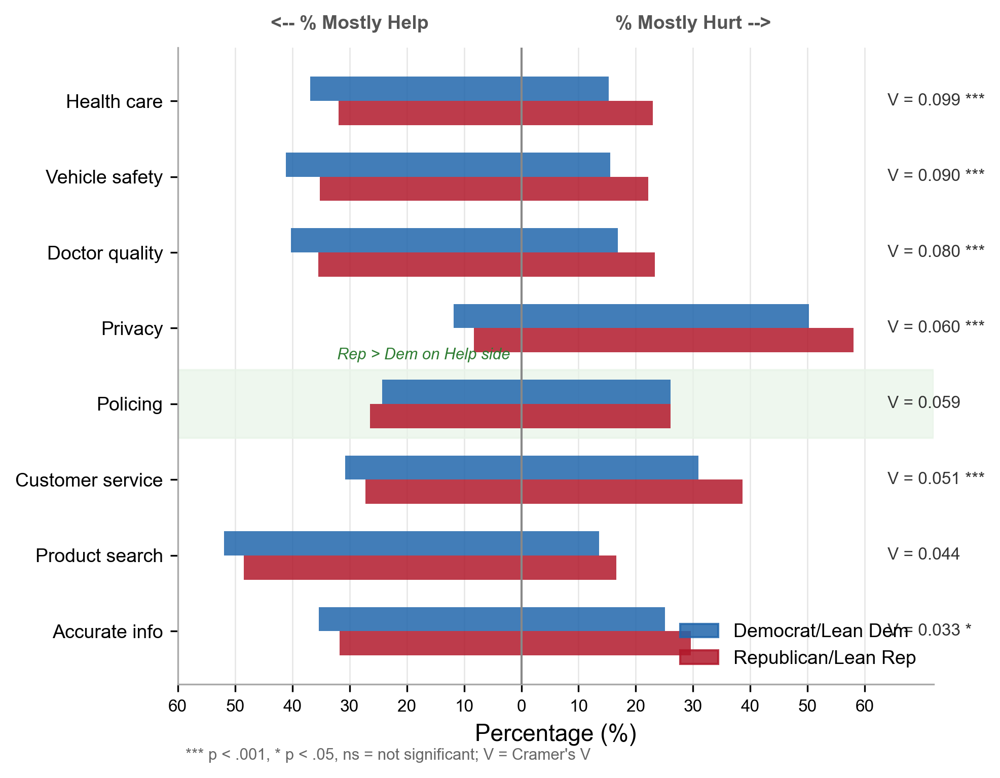 <-- % Mostly Help % Mostly Hurt -->
Health care V = 0.099 ***
Vehicle safety V = 0.090 ***
Doctor quality V = 0.080 ***
Privacy V = 0.060 ***
Rep > Dem on Help side
Policing V = 0.059
Customer service V = 0.051 ***
Product search V = 0.044
Accurate info V = 0.033 *
Democrat/Lean Dem
Republican/Lean Rep
60 50 40 30 20 10 0 10 20 30 40 50 60
Percentage (%)
*** p < .001, * p < .05, ns = not significant; V = Cramer's V